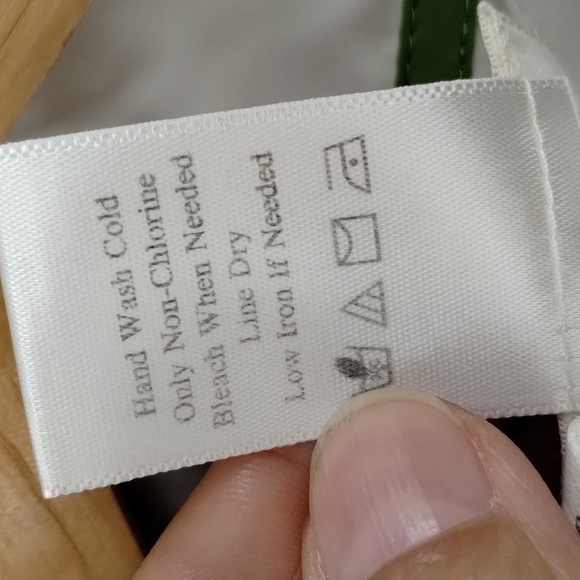 Hand Wash Cold
Only Non-Chlorine
Bleach When Needed
Line Dry
Low Iron If Needed